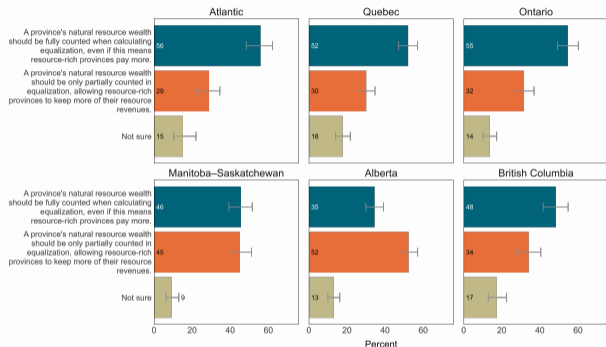 Atlantic
Quebec
Ontario
A province's natural resource wealth
should be fully counted when calculating
equalization, even if this means
resource-rich provinces pay more.
56
52
55
A province's natural resource wealth
should be only partially counted in
equalization, allowing resource-rich
provinces to keep more of their resource
revenues.
29
30
32
Not sure
15
18
14
Manitoba–Saskatchewan
Alberta
British Columbia
A province's natural resource wealth
should be fully counted when calculating
equalization, even if this means
resource-rich provinces pay more.
46
35
48
A province's natural resource wealth
should be only partially counted in
equalization, allowing resource-rich
provinces to keep more of their resource
revenues.
45
52
34
Not sure
9
13
17
0 20 40 60
0 20 40 60
0 20 40 60
Percent